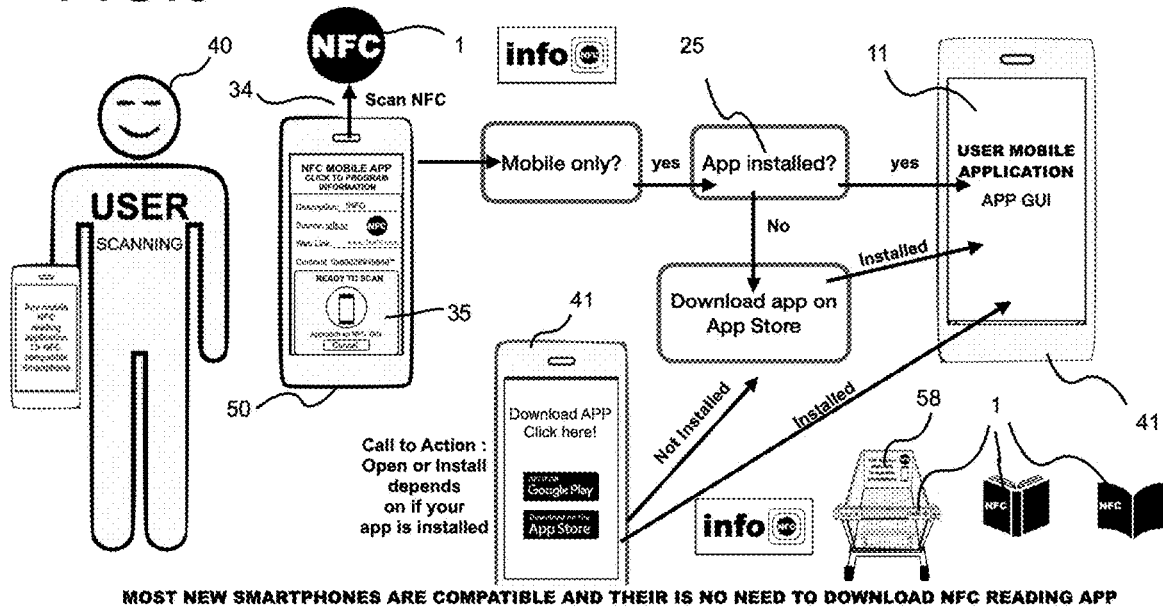 40
NFC
1
info
NFC
25
11
34
Scan NFC
NFC MOBILE APP
CLICK TO PROGRAM
INFORMATION
INFO
NFC
READY TO SCAN
35
50
USER
SCANNING
Mobile only?
yes
App installed?
yes
No
Download app on
App Store
Installed
USER MOBILE
APPLICATION
APP GUI
41
41
Download APP
Click here!
Google Play
App Store
Call to Action :
Open or Install
depends
on if your
app is installed
Not Installed
Installed
info
NFC
58
1
NFC
NFC
MOST NEW SMARTPHONES ARE COMPATIBLE AND THEIR IS NO NEED TO DOWNLOAD NFC READING APP